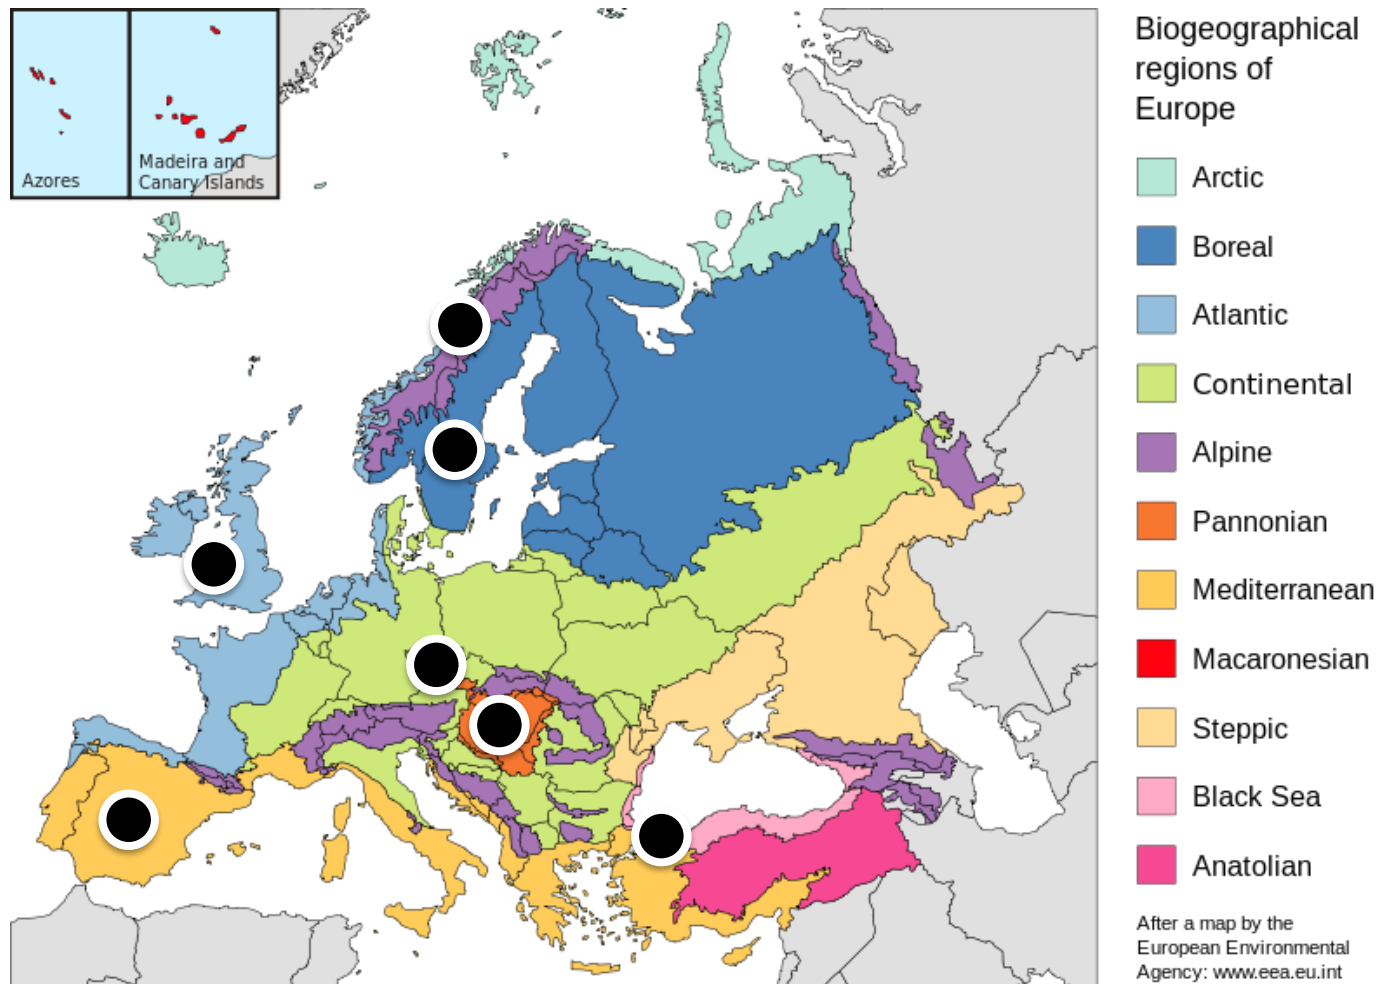 Azores
Madeira and
Canary Islands
Biogeographical
regions of
Europe
Arctic
Boreal
Atlantic
Continental
Alpine
Pannonian
Mediterranean
Macaronesian
Steppic
Black Sea
Anatolian
After a map by the
European Environmental
Agency: www.eea.eu.int